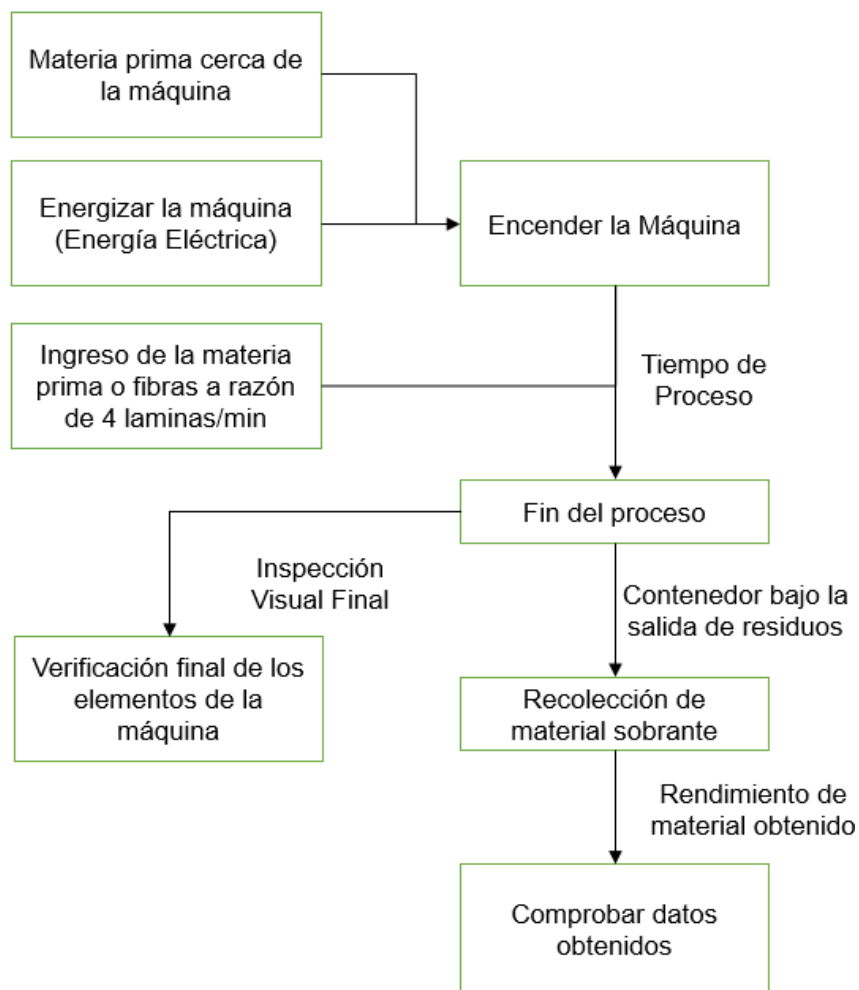 Materia prima cerca de
la máquina
Energizar la máquina
(Energía Eléctrica)
Encender la Máquina
Ingreso de la materia
prima o fibras a razón
de 4 laminas/min
Tiempo de
Proceso
Fin del proceso
Inspección
Visual Final
Contenedor bajo la
salida de residuos
Verificación final de los
elementos de la
máquina
Recolección de
material sobrante
Rendimiento de
material obtenido
Comprobar datos
obtenidos